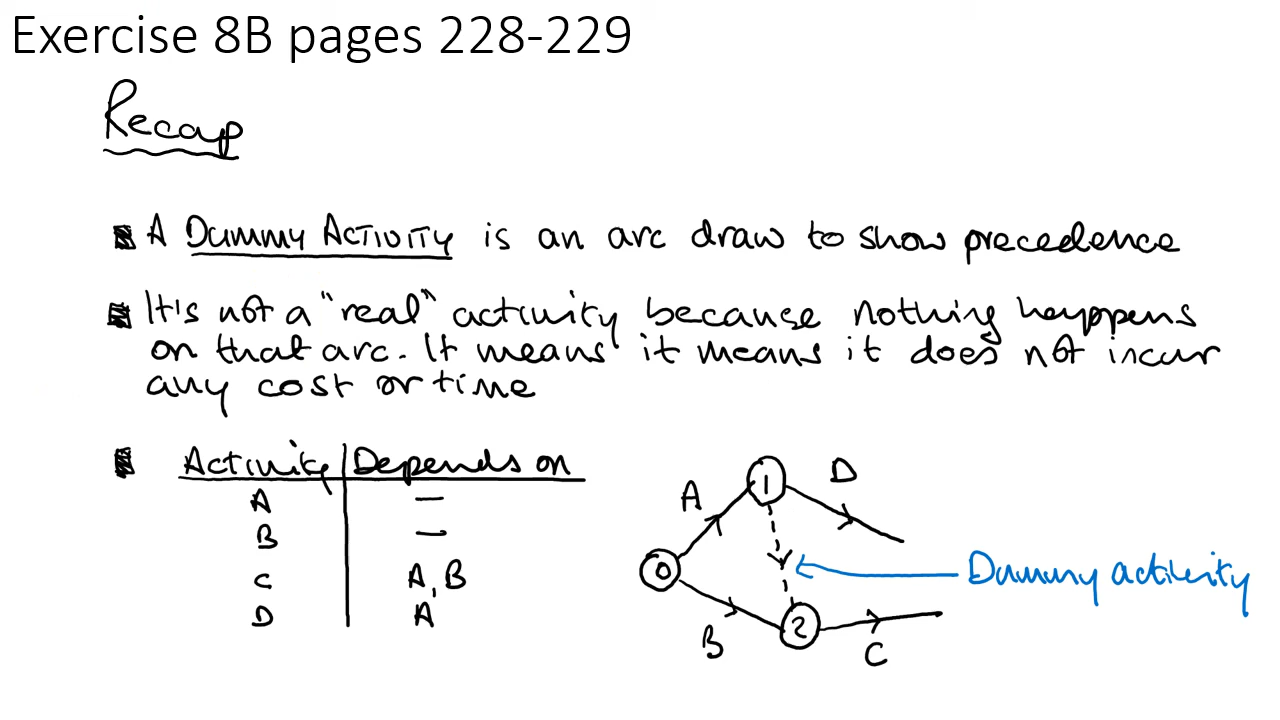 Exercise 8B pages 228-229
Recap
A DUMMY ACTIVITY is an arc draw to show precedence
It's not a "real" activity because nothing happens
on that arc. It means it means it does not incur
any cost or time
Activity Depends on
A –
B –
C A, B
D A
A
1
D
0
Dummy activity
B
2
C